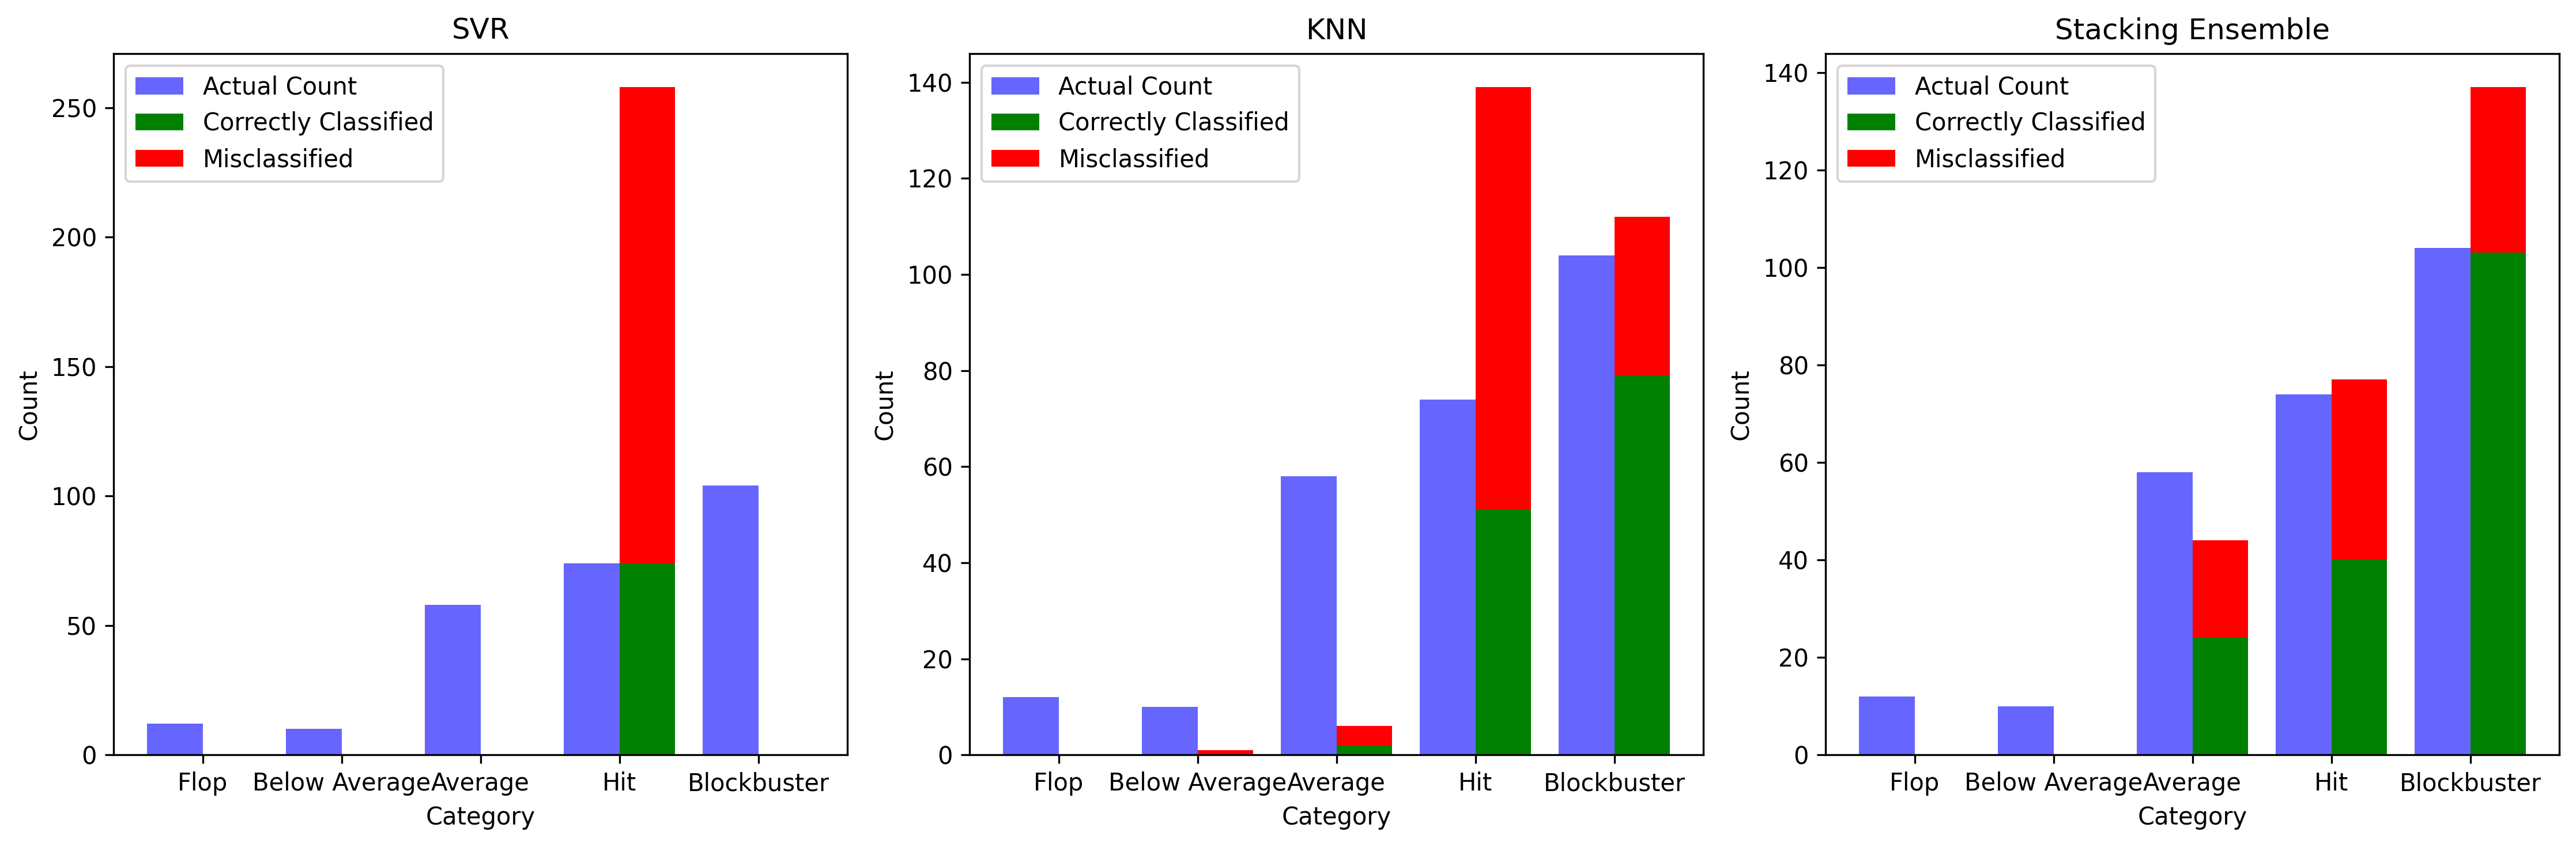 SVR
Actual Count
Correctly Classified
Misclassified
250
200
150
100
50
0
Count
Flop
Below Average
Average
Hit
Blockbuster
Category
KNN
Actual Count
Correctly Classified
Misclassified
140
120
100
80
60
40
20
0
Count
Flop
Below Average
Average
Hit
Blockbuster
Category
Stacking Ensemble
Actual Count
Correctly Classified
Misclassified
140
120
100
80
60
40
20
0
Count
Flop
Below Average
Average
Hit
Blockbuster
Category